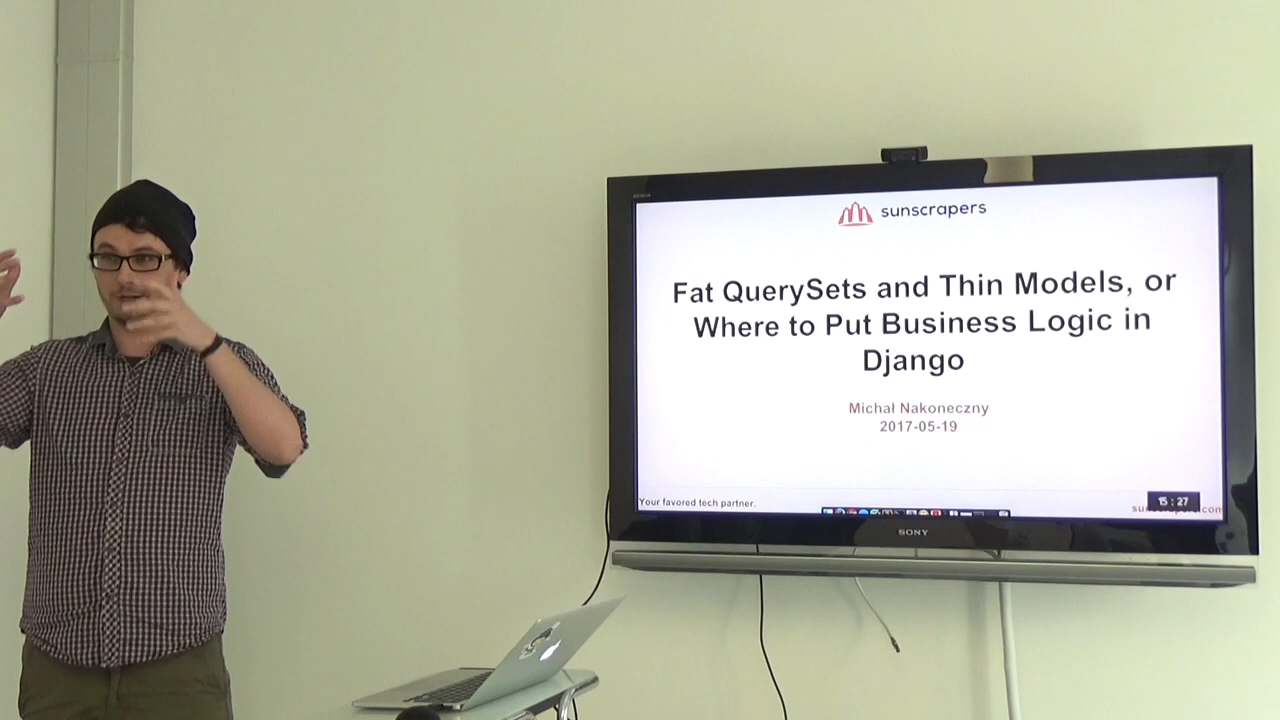 sunscrapers
Fat QuerySets and Thin Models, or
Where to Put Business Logic in
Django
Michał Nakoneczny
2017-05-19
Your favored tech partner.
15 : 27
SONY